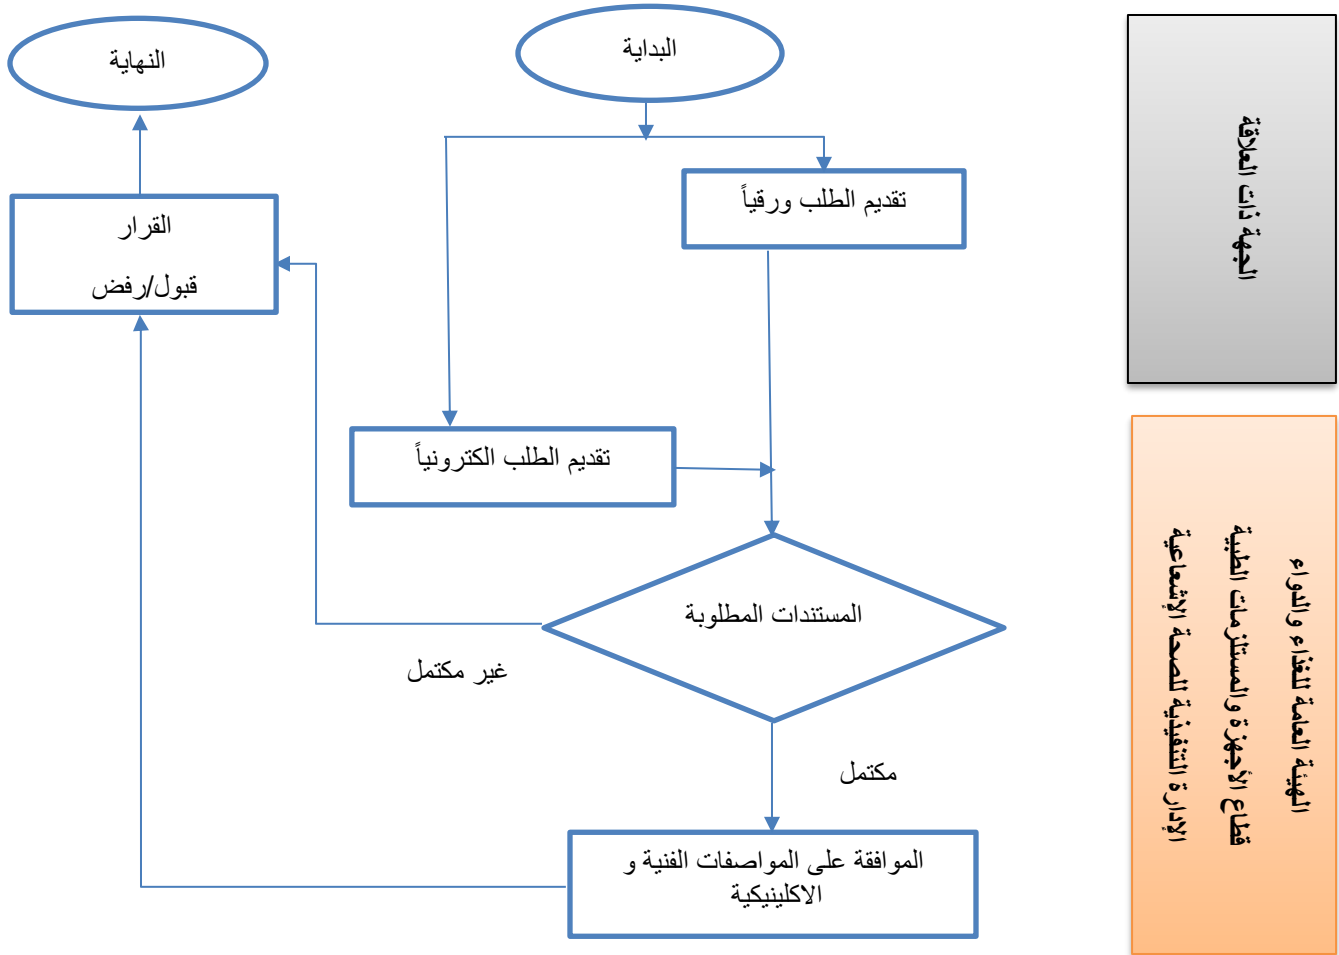 البداية
النهاية
تقديم الطلب ورقياً
القرار
قبول/رفض
تقديم الطلب الكترونياً
المستندات المطلوبة
غير مكتمل
مكتمل
الموافقة على المواصفات الفنية و
الاكلينيكية
الجهة ذات العلاقة
الهيئة العامة للغذاء والدواء
قطاع الأجهزة والمستلزمات الطبية
الإدارة التنفيذية للصحة الإشعاعية